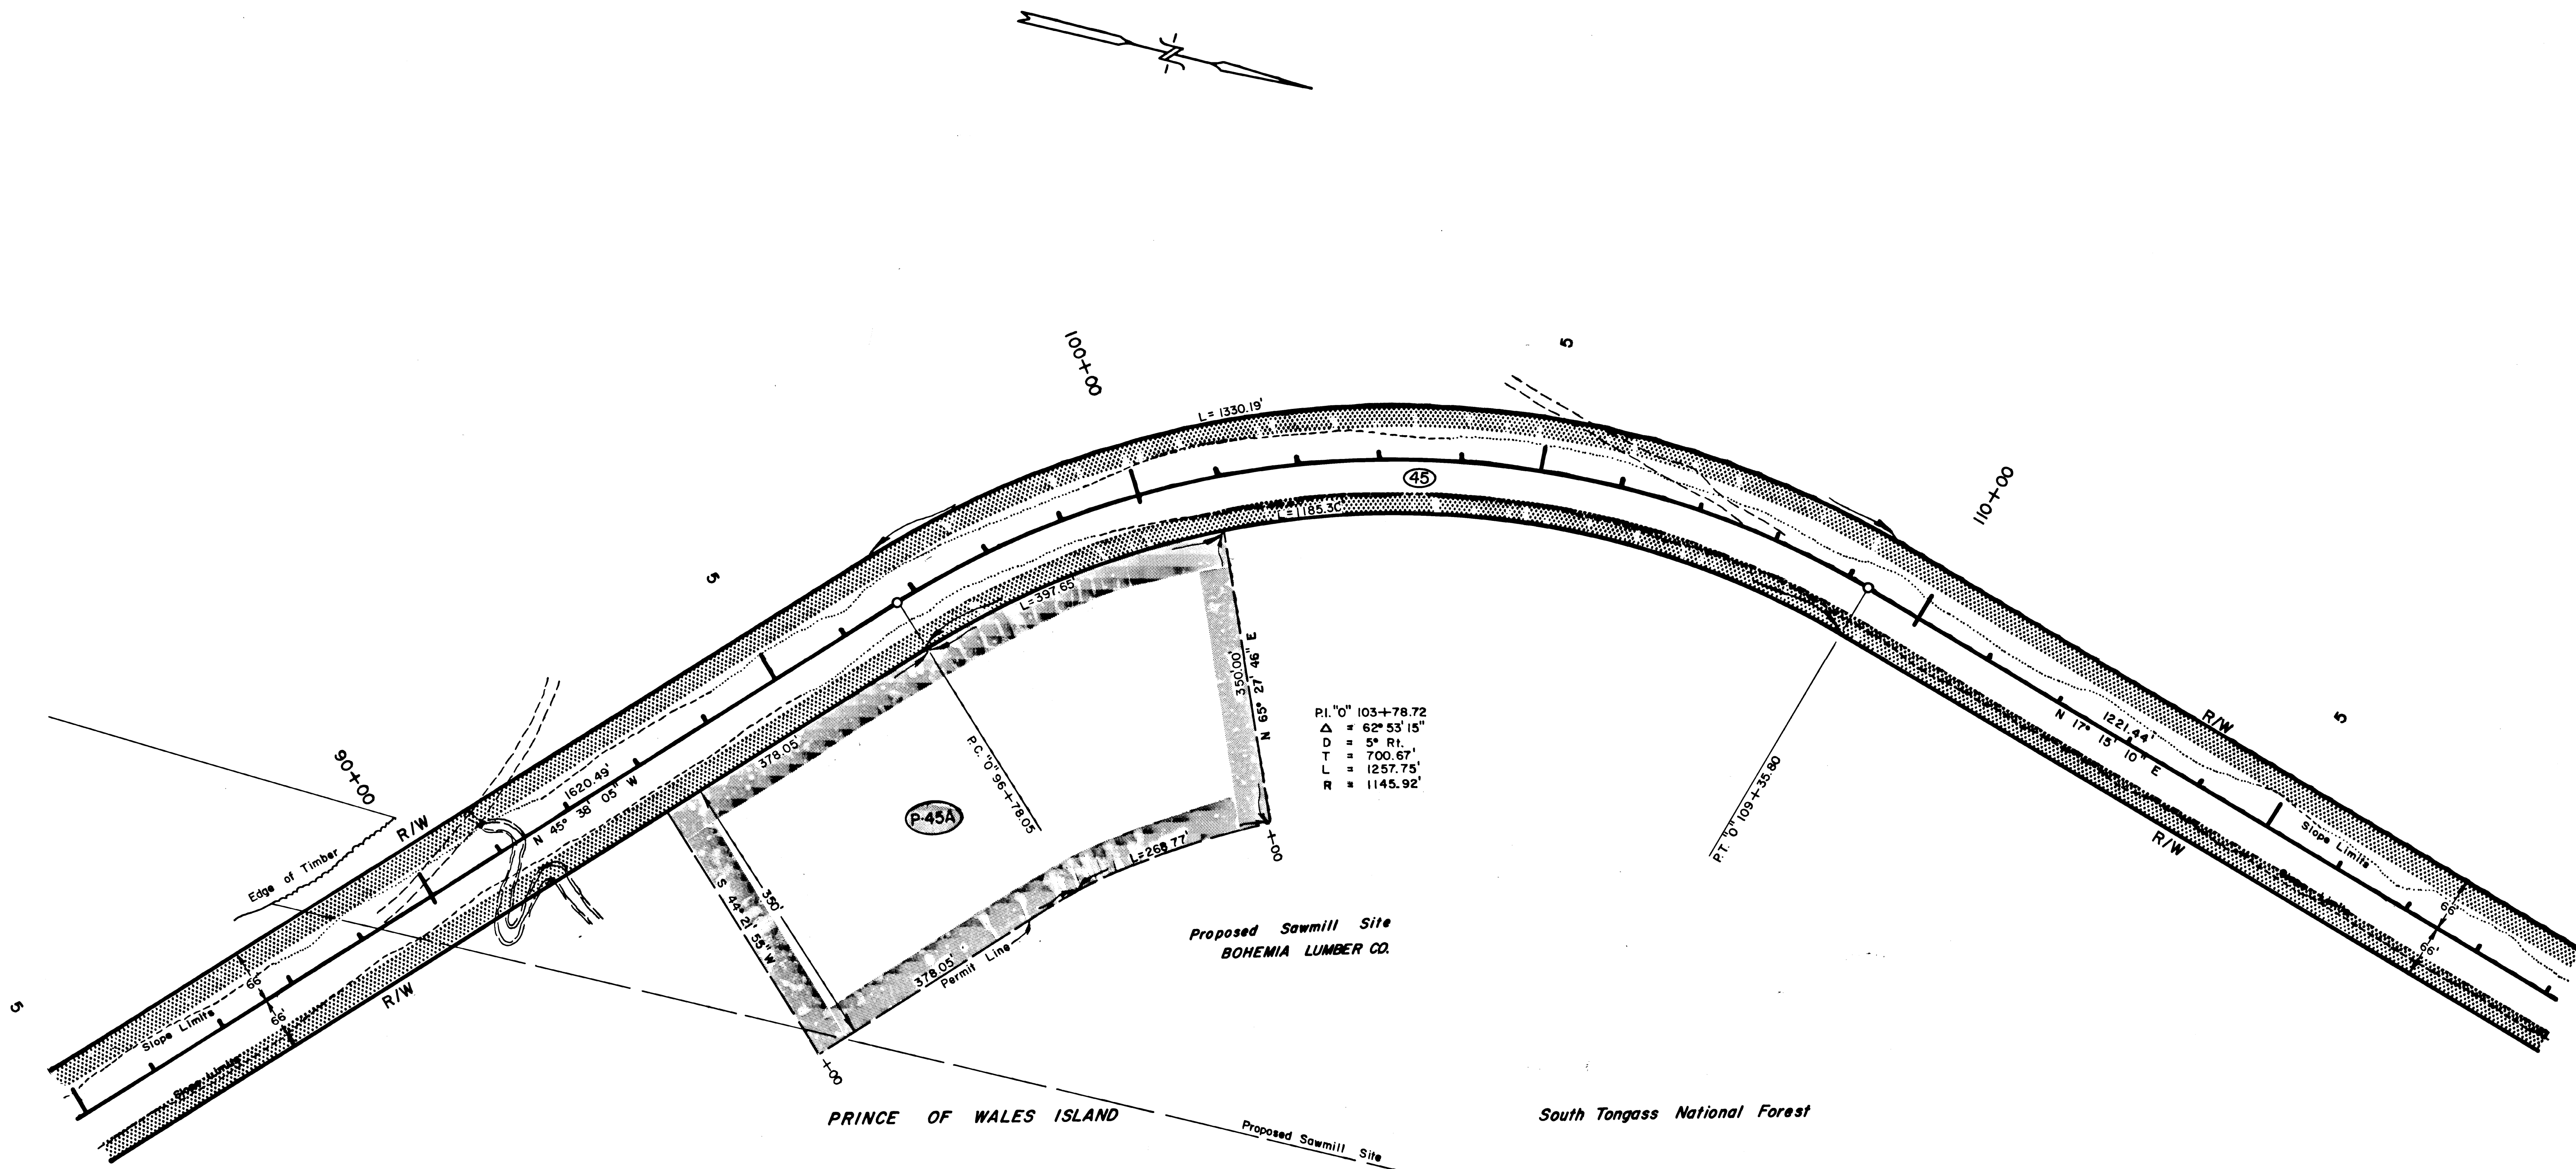 5
100+00
L = 1330.19'
45
L = 1185.30'
110+00
5
L=397.65'
350.00'
N 65° 27' 46" E
378.05'
P.C. "O" 96+78.05
P-45A
P.I. "O" 103+78.72
Δ = 62° 53' 15"
D = 5° Rt.
T = 700.67'
L = 1257.75'
R = 1145.92'
P.T. "O" 109+35.80
1221.44'
N 17° 15' 10" E
R/W
5
R/W
Slope Limits
Slope Limits
66'
66'
90+00
1620.49'
N 45° 38' 05" W
R/W
Edge of Timber
R/W
350'
S 44° 21' 55" W
L=268.77'
+00
378.05'
Permit Line
Proposed Sawmill Site
BOHEMIA LUMBER CO.
5
66'
66'
Slope Limits
Slope Limits
+00
PRINCE OF WALES ISLAND
South Tongass National Forest
Proposed Sawmill Site